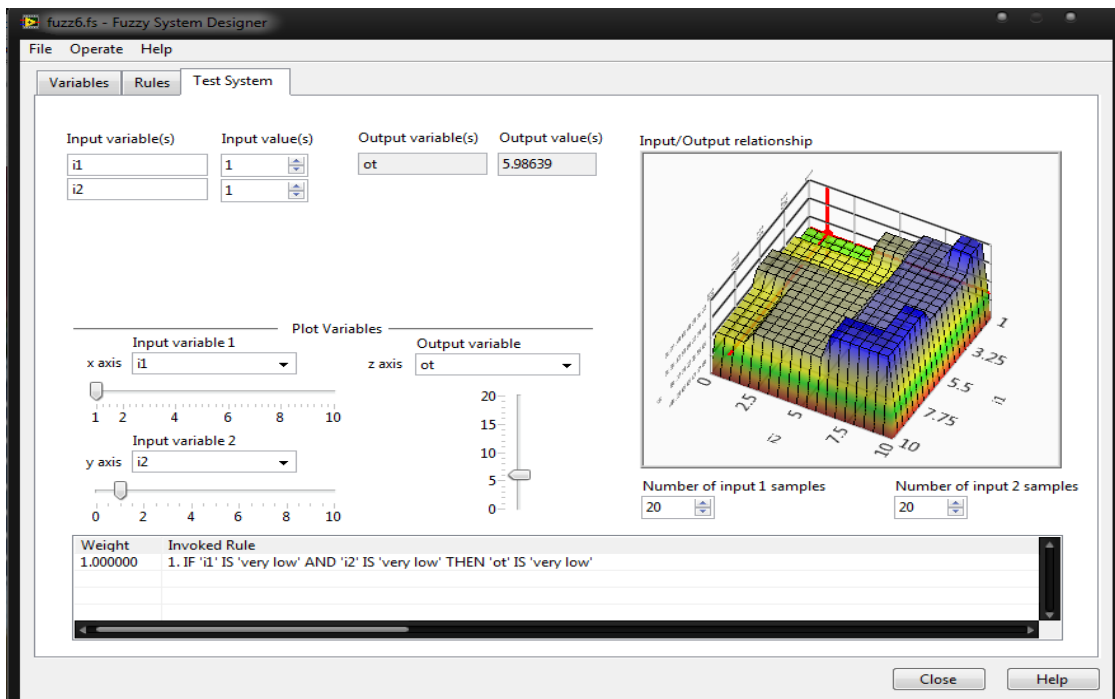 fuzz6.fs - Fuzzy System Designer
File Operate Help
Variables Rules Test System
Input variable(s) Input value(s) Output variable(s) Output value(s) Input/Output relationship
i1 1 ot 5.98639
i2 1
Plot Variables
Input variable 1 Output variable
x axis i1 z axis ot
1 2 4 6 8 10
Input variable 2
y axis i2
0 2 4 6 8 10
20
15
10
5
0
0 2.5 5 7.5 10
i2
1 3.25 5.5 7.75 10
i1
Number of input 1 samples Number of input 2 samples
20 20
Weight Invoked Rule
1.000000 1. IF 'i1' IS 'very low' AND 'i2' IS 'very low' THEN 'ot' IS 'very low'
Close Help